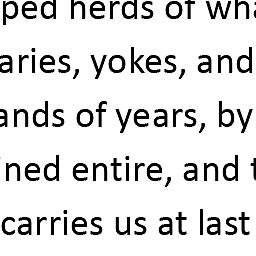 ped herds of wha
aries, yokes, and
ands of years, by
ned entire, and t
carries us at last